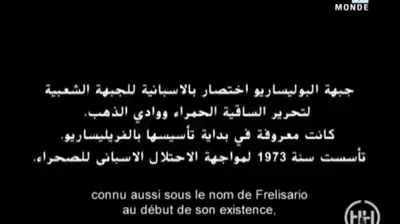 MONDE
جبهة البوليساريو اختصار بالاسبانية للجبهة الشعبية
لتحرير الساقية الحمراء ووادي الذهب.
كانت معروفة في بداية تأسيسها بالفريليساريو.
تأسست سنة 1973 لمواجهة الاحتلال الاسباني للصحراء.
connu aussi sous le nom de Frelisario
au début de son existence,